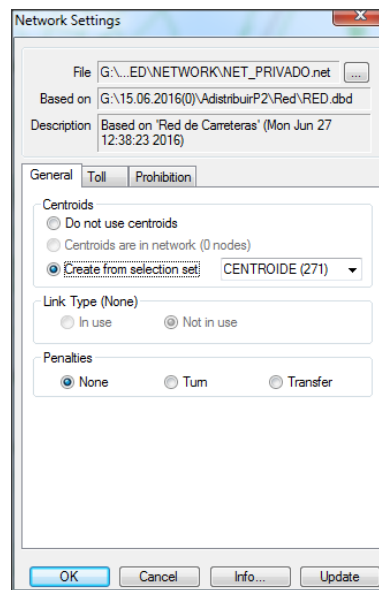 Network Settings
File G:\...ED\NETWORK\NET_PRIVADO.net ...
Based on G:\15.06.2016(0)\AdistribuirP2\Red\RED.dbd
Description Based on 'Red de Carreteras' (Mon Jun 27
12:38:23 2016)
General Toll Prohibition
Centroids
Do not use centroids
Centroids are in network (0 nodes)
Create from selection set CENTROIDE (271)
Link Type (None)
In use Not in use
Penalties
None Turn Transfer
OK Cancel Info... Update